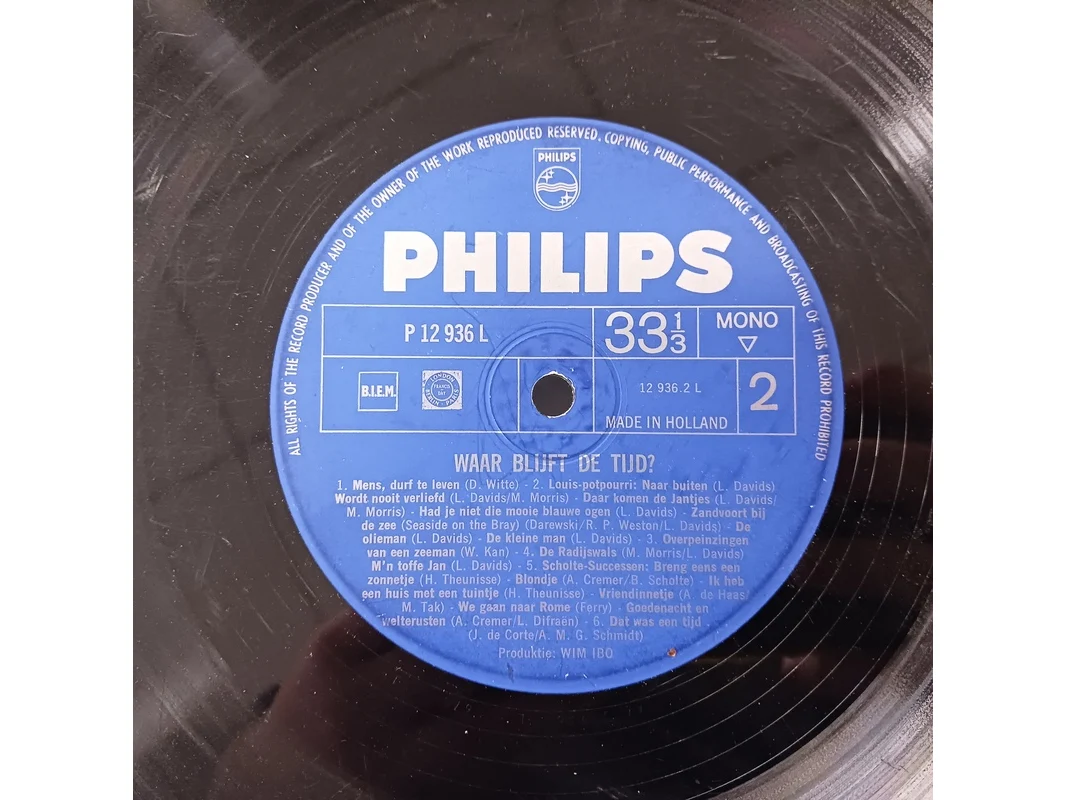 ALL RIGHTS OF THE RECORD PRODUCER AND OF THE OWNER OF THE WORK REPRODUCED RESERVED. COPYING, PUBLIC PERFORMANCE AND BROADCASTING OF THIS RECORD PROHIBITED
PHILIPS
PHILIPS
P 12 936 L
33 1/3
MONO
B.I.E.M.
LONDON
BERLIN PARIS
12 936.2 L
MADE IN HOLLAND
2
WAAR BLIJFT DE TIJD?
1. Mens, durf te leven (D. Witte) - 2. Louis-potpourri: Naar buiten (L. Davids)
Wordt nooit verliefd (L. Davids/M. Morris) - Daar komen de Jantjes (L. Davids/
M. Morris) - Had je niet die mooie blauwe ogen (L. Davids) - Zandvoort bij
de zee (Seaside on the Bray) (Darewski/R. P. Weston/L. Davids) - De
olieman (L. Davids) - De kleine man (L. Davids) - 3. Overpeinzingen
van een zeeman (W. Kan) - 4. De Radijswals (M. Morris/L. Davids)
M'n toffe Jan (L. Davids) - 5. Scholte-Successen: Breng eens een
zonnetje (H. Theunisse) - Blondje (A. Cremer/B. Scholte) - Ik heb
een huis met een tuintje (H. Theunisse) - Vriendinnetje (A. de Haas/
M. Tak) - We gaan naar Rome (Ferry) - Goedenacht en
welterusten (A. Cremer/L. Difraën) - 6. Dat was een tijd
(J. de Corte/A. M. G. Schmidt)
Produktie: WIM IBO